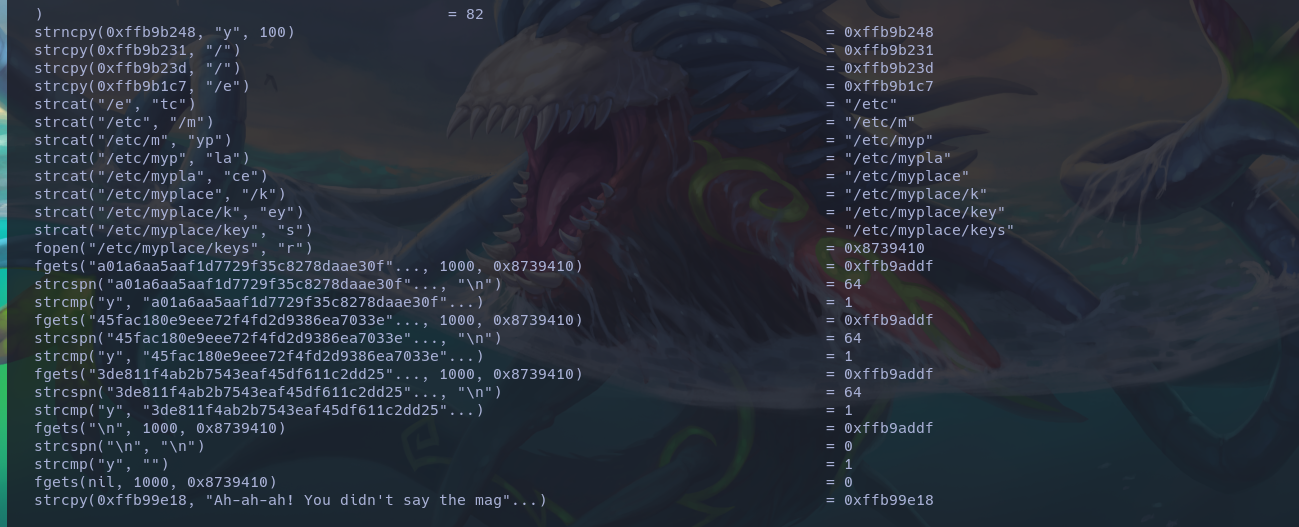 ) = 82
strncpy(0xffb9b248, "y", 100) = 0xffb9b248
strcpy(0xffb9b231, "/") = 0xffb9b231
strcpy(0xffb9b23d, "/") = 0xffb9b23d
strcpy(0xffb9b1c7, "/e") = 0xffb9b1c7
strcat("/e", "tc") = "/etc"
strcat("/etc", "/m") = "/etc/m"
strcat("/etc/m", "yp") = "/etc/myp"
strcat("/etc/myp", "la") = "/etc/mypla"
strcat("/etc/mypla", "ce") = "/etc/myplace"
strcat("/etc/myplace", "/k") = "/etc/myplace/k"
strcat("/etc/myplace/k", "ey") = "/etc/myplace/key"
strcat("/etc/myplace/key", "s") = "/etc/myplace/keys"
fopen("/etc/myplace/keys", "r") = 0x8739410
fgets("a01a6aa5aaf1d7729f35c8278daae30f"..., 1000, 0x8739410) = 0xffb9addf
strcspn("a01a6aa5aaf1d7729f35c8278daae30f"..., "\n") = 64
strcmp("y", "a01a6aa5aaf1d7729f35c8278daae30f"...) = 1
fgets("45fac180e9eee72f4fd2d9386ea7033e"..., 1000, 0x8739410) = 0xffb9addf
strcspn("45fac180e9eee72f4fd2d9386ea7033e"..., "\n") = 64
strcmp("y", "45fac180e9eee72f4fd2d9386ea7033e"...) = 1
fgets("3de811f4ab2b7543eaf45df611c2dd25"..., 1000, 0x8739410) = 0xffb9addf
strcspn("3de811f4ab2b7543eaf45df611c2dd25"..., "\n") = 64
strcmp("y", "3de811f4ab2b7543eaf45df611c2dd25"...) = 1
fgets("\n", 1000, 0x8739410) = 0xffb9addf
strcspn("\n", "\n") = 0
strcmp("y", "") = 1
fgets(nil, 1000, 0x8739410) = 0
strcpy(0xffb99e18, "Ah-ah-ah! You didn't say the mag"...) = 0xffb99e18